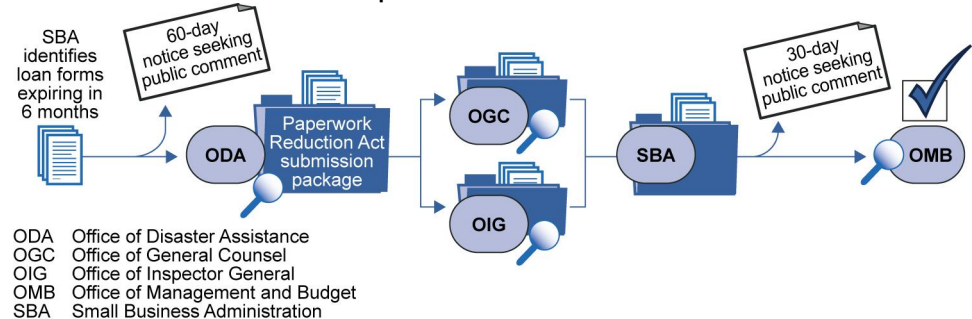 SBA
identifies
loan forms
expiring in
6 months
60-day
notice seeking
public comment
ODA
Paperwork
Reduction Act
submission
package
OGC
OIG
SBA
30-day
notice seeking
public comment
OMB
ODA Office of Disaster Assistance
OGC Office of General Counsel
OIG Office of Inspector General
OMB Office of Management and Budget
SBA Small Business Administration